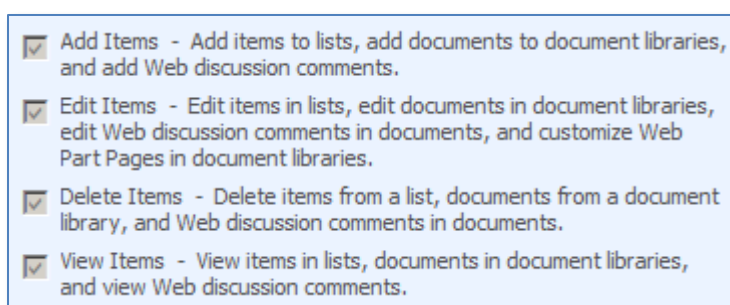 Add Items - Add items to lists, add documents to document libraries,
and add Web discussion comments.
Edit Items - Edit items in lists, edit documents in document libraries,
edit Web discussion comments in documents, and customize Web
Part Pages in document libraries.
Delete Items - Delete items from a list, documents from a document
library, and Web discussion comments in documents.
View Items - View items in lists, documents in document libraries,
and view Web discussion comments.